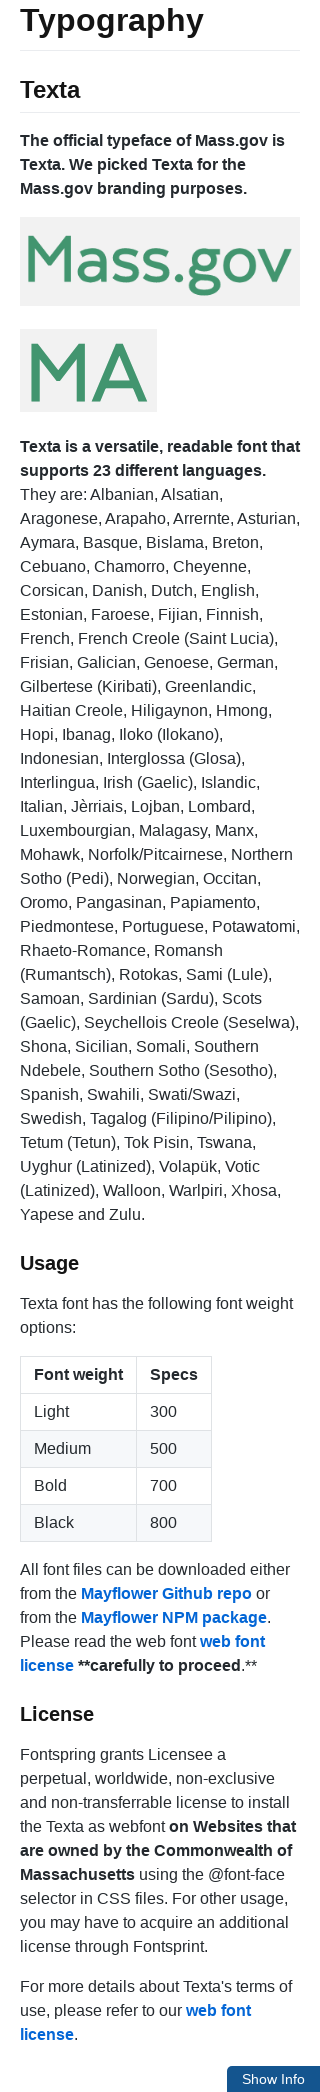 Typography
Texta
The official typeface of Mass.gov is
Texta. We picked Texta for the
Mass.gov branding purposes.
Mass.gov
MA
Texta is a versatile, readable font that
supports 23 different languages.
They are: Albanian, Alsatian,
Aragonese, Arapaho, Arrernte, Asturian,
Aymara, Basque, Bislama, Breton,
Cebuano, Chamorro, Cheyenne,
Corsican, Danish, Dutch, English,
Estonian, Faroese, Fijian, Finnish,
French, French Creole (Saint Lucia),
Frisian, Galician, Genoese, German,
Gilbertese (Kiribati), Greenlandic,
Haitian Creole, Hiligaynon, Hmong,
Hopi, Ibanag, Iloko (Ilokano),
Indonesian, Interglossa (Glosa),
Interlingua, Irish (Gaelic), Islandic,
Italian, Jèrriais, Lojban, Lombard,
Luxembourgian, Malagasy, Manx,
Mohawk, Norfolk/Pitcairnese, Northern
Sotho (Pedi), Norwegian, Occitan,
Oromo, Pangasinan, Papiamento,
Piedmontese, Portuguese, Potawatomi,
Rhaeto-Romance, Romansh
(Rumantsch), Rotokas, Sami (Lule),
Samoan, Sardinian (Sardu), Scots
(Gaelic), Seychellois Creole (Seselwa),
Shona, Sicilian, Somali, Southern
Ndebele, Southern Sotho (Sesotho),
Spanish, Swahili, Swati/Swazi,
Swedish, Tagalog (Filipino/Pilipino),
Tetum (Tetun), Tok Pisin, Tswana,
Uyghur (Latinized), Volapük, Votic
(Latinized), Walloon, Warlpiri, Xhosa,
Yapese and Zulu.
Usage
Texta font has the following font weight
options:
Font weight Specs
Light 300
Medium 500
Bold 700
Black 800
All font files can be downloaded either
from the Mayflower Github repo or
from the Mayflower NPM package.
Please read the web font web font
license **carefully to proceed.**
License
Fontspring grants Licensee a
perpetual, worldwide, non-exclusive
and non-transferrable license to install
the Texta as webfont on Websites that
are owned by the Commonwealth of
Massachusetts using the @font-face
selector in CSS files. For other usage,
you may have to acquire an additional
license through Fontsprint.
For more details about Texta's terms of
use, please refer to our web font
license.
Show Info